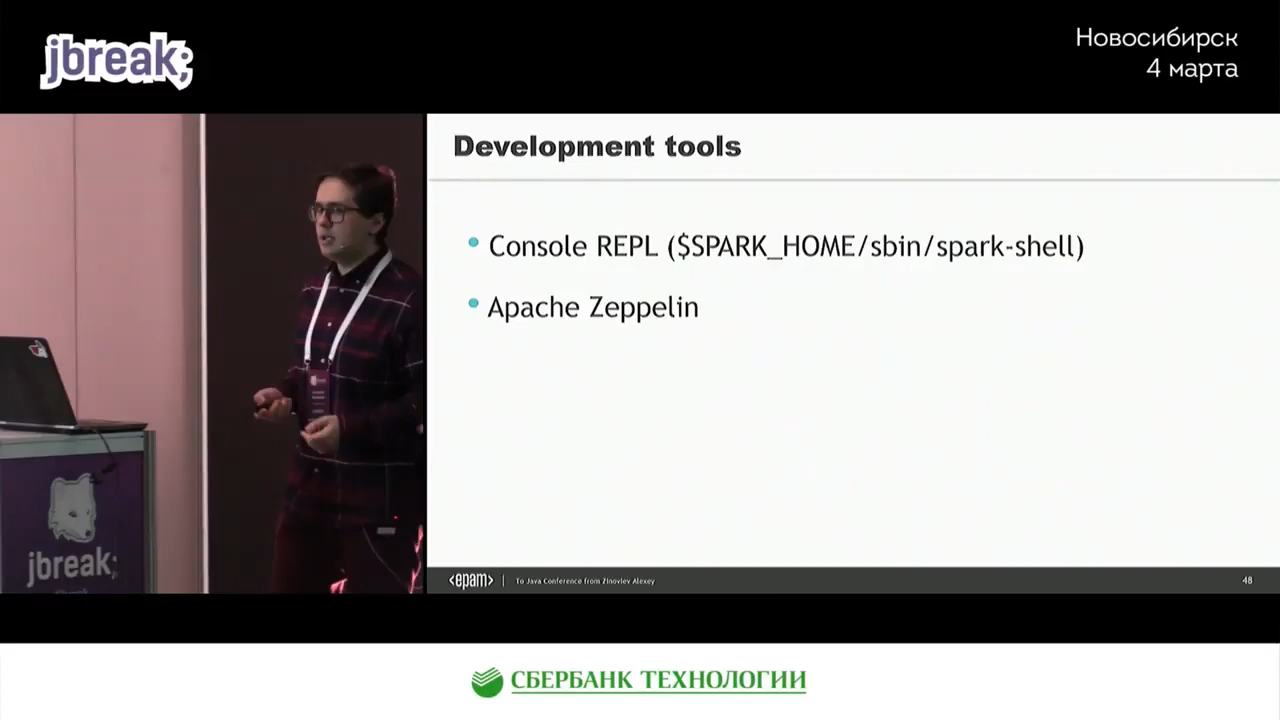 jbreak;
Новосибирск
4 марта
Development tools
Console REPL ($SPARK_HOME/sbin/spark-shell)
Apache Zeppelin
jbreak;
<epam> | To Java Conference from Zinoviev Alexey 48
СБЕРБАНК ТЕХНОЛОГИИ